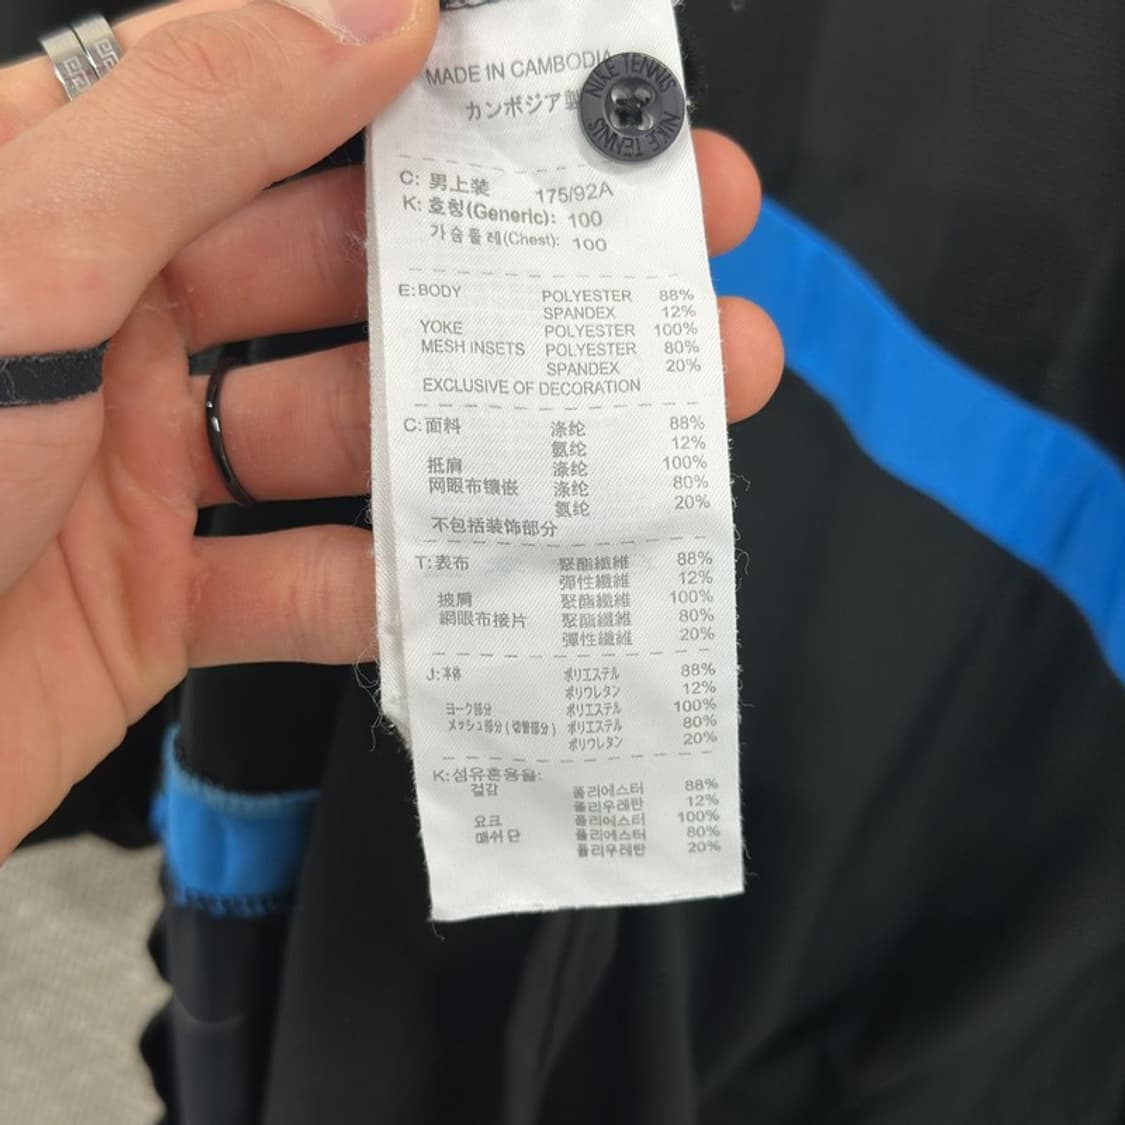 MADE IN CAMBODIA
カンボジア製
NIKE TENNIS
NIKE TENNIS
C: 男上装 175/92A
K: 호칭(Generic): 100
가슴둘레(Chest): 100
E: BODY POLYESTER 88%
SPANDEX 12%
YOKE POLYESTER 100%
MESH INSETS POLYESTER 80%
SPANDEX 20%
EXCLUSIVE OF DECORATION
C: 面料 涤纶 88%
氨纶 12%
抵肩 涤纶 100%
网眼布镶嵌 涤纶 80%
氨纶 20%
不包括装饰部分
T: 表布 聚酯纖維 88%
彈性纖維 12%
披肩 聚酯纖維 100%
網眼布接片 聚酯纖維 80%
彈性纖維 20%
J: 本体 ポリエステル 88%
ポリウレタン 12%
ヨーク部分 ポリエステル 100%
メッシュ部分(切替部分) ポリエステル 80%
ポリウレタン 20%
K: 섬유혼용율:
겉감 폴리에스터 88%
폴리우레탄 12%
요크 폴리에스터 100%
매쉬 단 폴리에스터 80%
폴리우레탄 20%